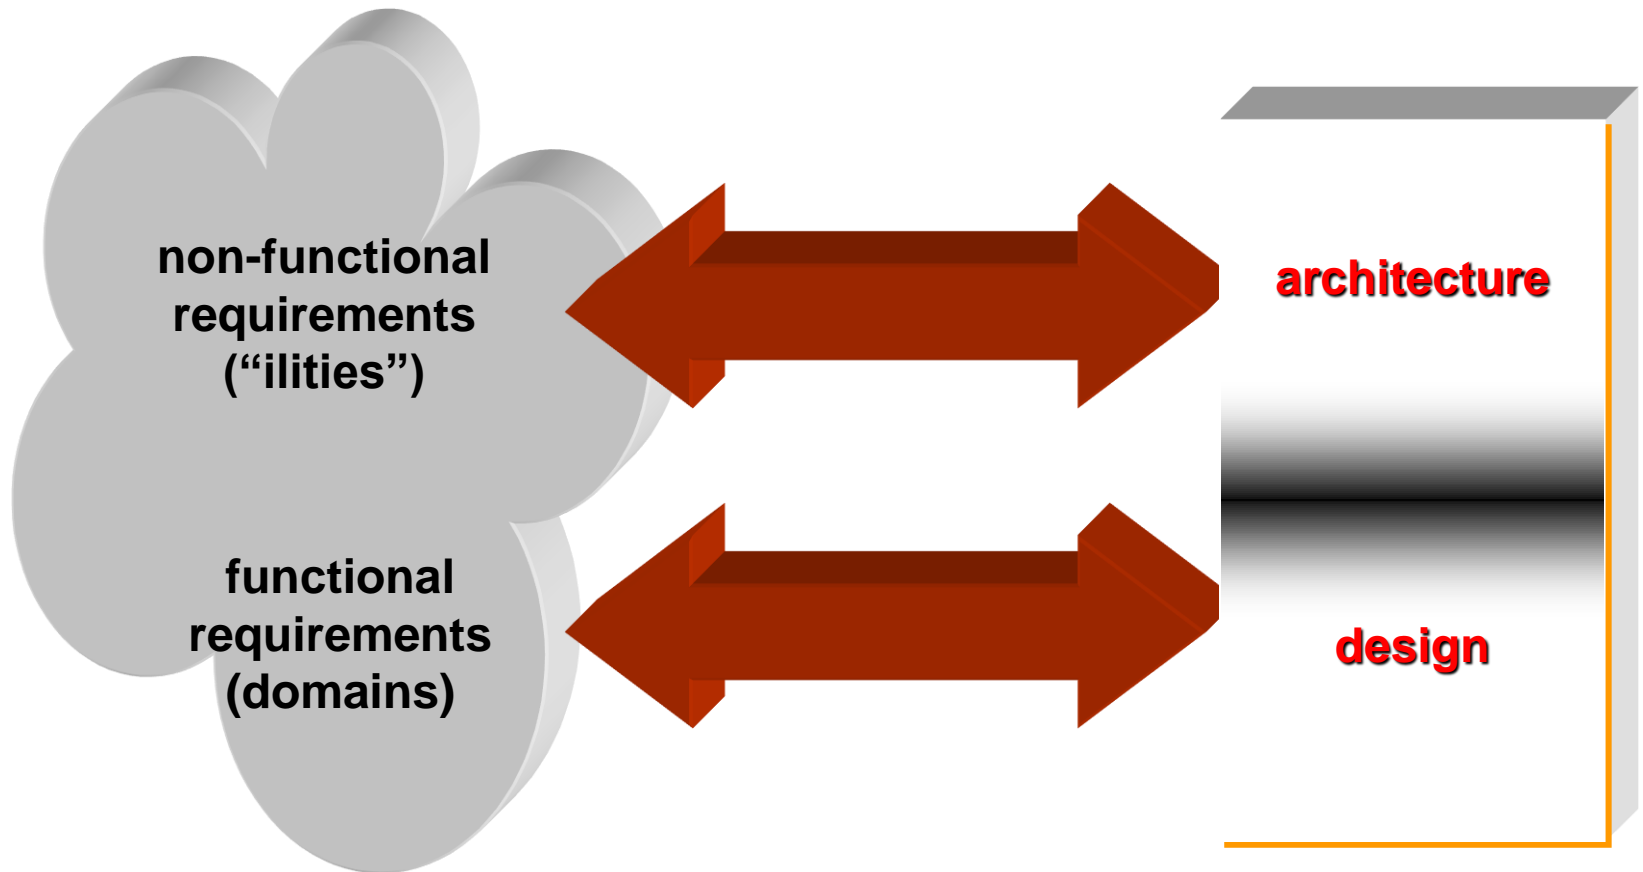 non-functional
requirements
(“ilities”)
architecture
functional
requirements
(domains)
design